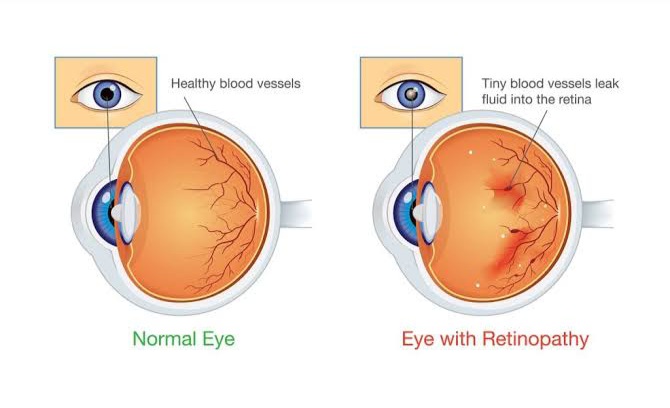 Healthy blood vessels
Tiny blood vessels leak
fluid into the retina
Normal Eye
Eye with Retinopathy